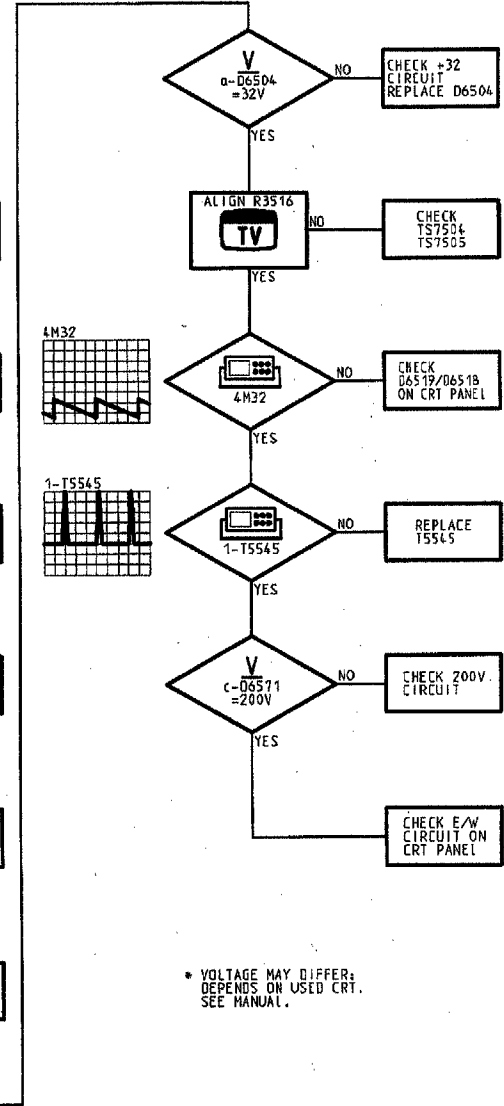 V
a-D6504
=32V
NO
CHECK +32
CIRCUIT
REPLACE D6504
YES
ALIGN R3516
TV
NO
CHECK
TS7504
TS7505
YES
4M32
4M32
NO
CHECK
D6519/D6518
ON CRT PANEL
YES
1-T5545
1-T5545
NO
REPLACE
T5545
YES
V
c-D6571
=200V
NO
CHECK 200V
CIRCUIT
YES
CHECK E/W
CIRCUIT ON
CRT PANEL
* VOLTAGE MAY DIFFER;
DEPENDS ON USED CRT.
SEE MANUAL.